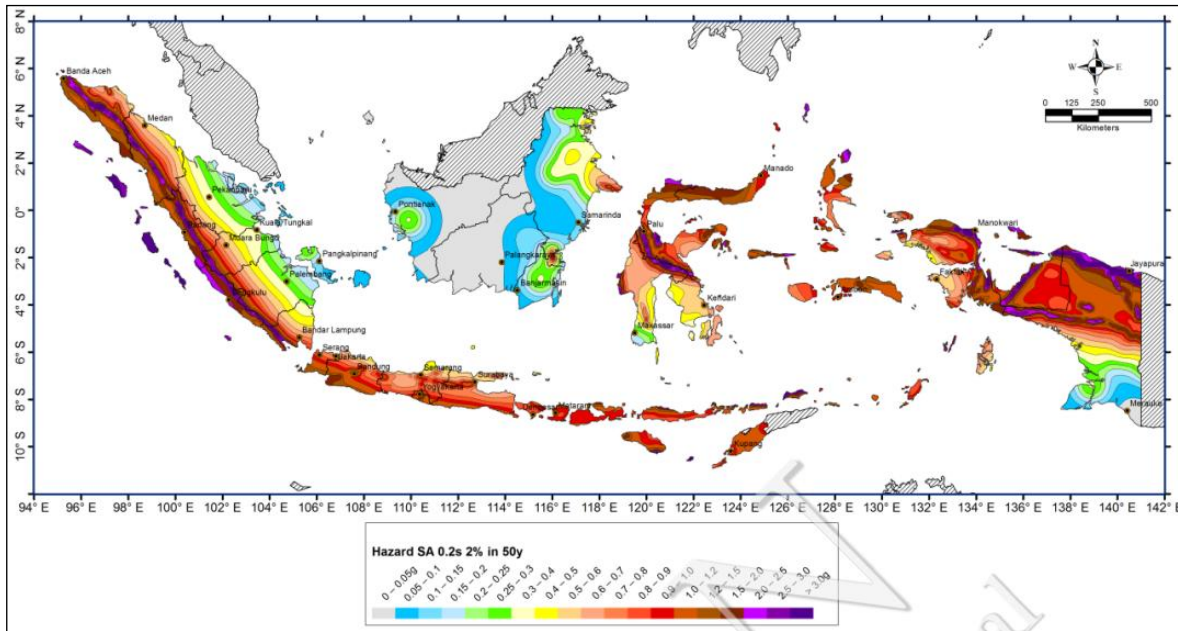 8° N
6° N
4° N
2° N
0°
2° S
4° S
6° S
8° S
10° S
N
W E
S
0 125 250 500
Kilometers
Banda Aceh
Medan
Pekanbaru
Padang
Kuala Tungkal
Muara Bungo
Pangkalpinang
Palembang
Bengkulu
Bandar Lampung
Serang
Jakarta
Bandung
Semarang
Surabaya
Yogyakarta
Denpasar
Mataram
Kupang
Pontianak
Samarinda
Palangkaraya
Banjarmasin
Manado
Palu
Kendari
Makassar
Manokwari
Fakfak
Jayapura
Merauke
94° E 96° E 98° E 100° E 102° E 104° E 106° E 108° E 110° E 112° E 114° E 116° E 118° E 120° E 122° E 124° E 126° E 128° E 130° E 132° E 134° E 136° E 138° E 140° E 142° E
Hazard SA 0.2s 2% in 50y
0 – 0.05g
0.05 – 0.1
0.1 – 0.15
0.15 – 0.2
0.2 – 0.25
0.25 – 0.3
0.3 – 0.4
0.4 – 0.5
0.5 – 0.6
0.6 – 0.7
0.7 – 0.8
0.8 – 0.9
0.9 – 1.0
1.0 – 1.2
1.2 – 1.5
1.5 – 2.0
2.0 – 2.5
2.5 – 3.0
> 3.0g